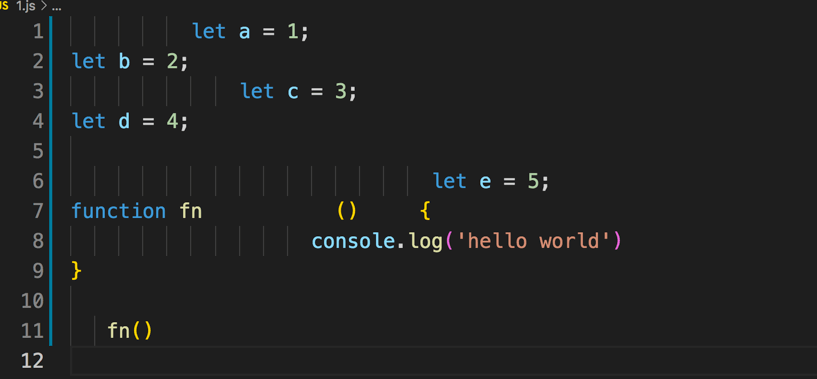 JS 1.js > ...
1 let a = 1;
2 let b = 2;
3 let c = 3;
4 let d = 4;
5
6 let e = 5;
7 function fn () {
8 console.log('hello world')
9 }
10
11 fn()
12